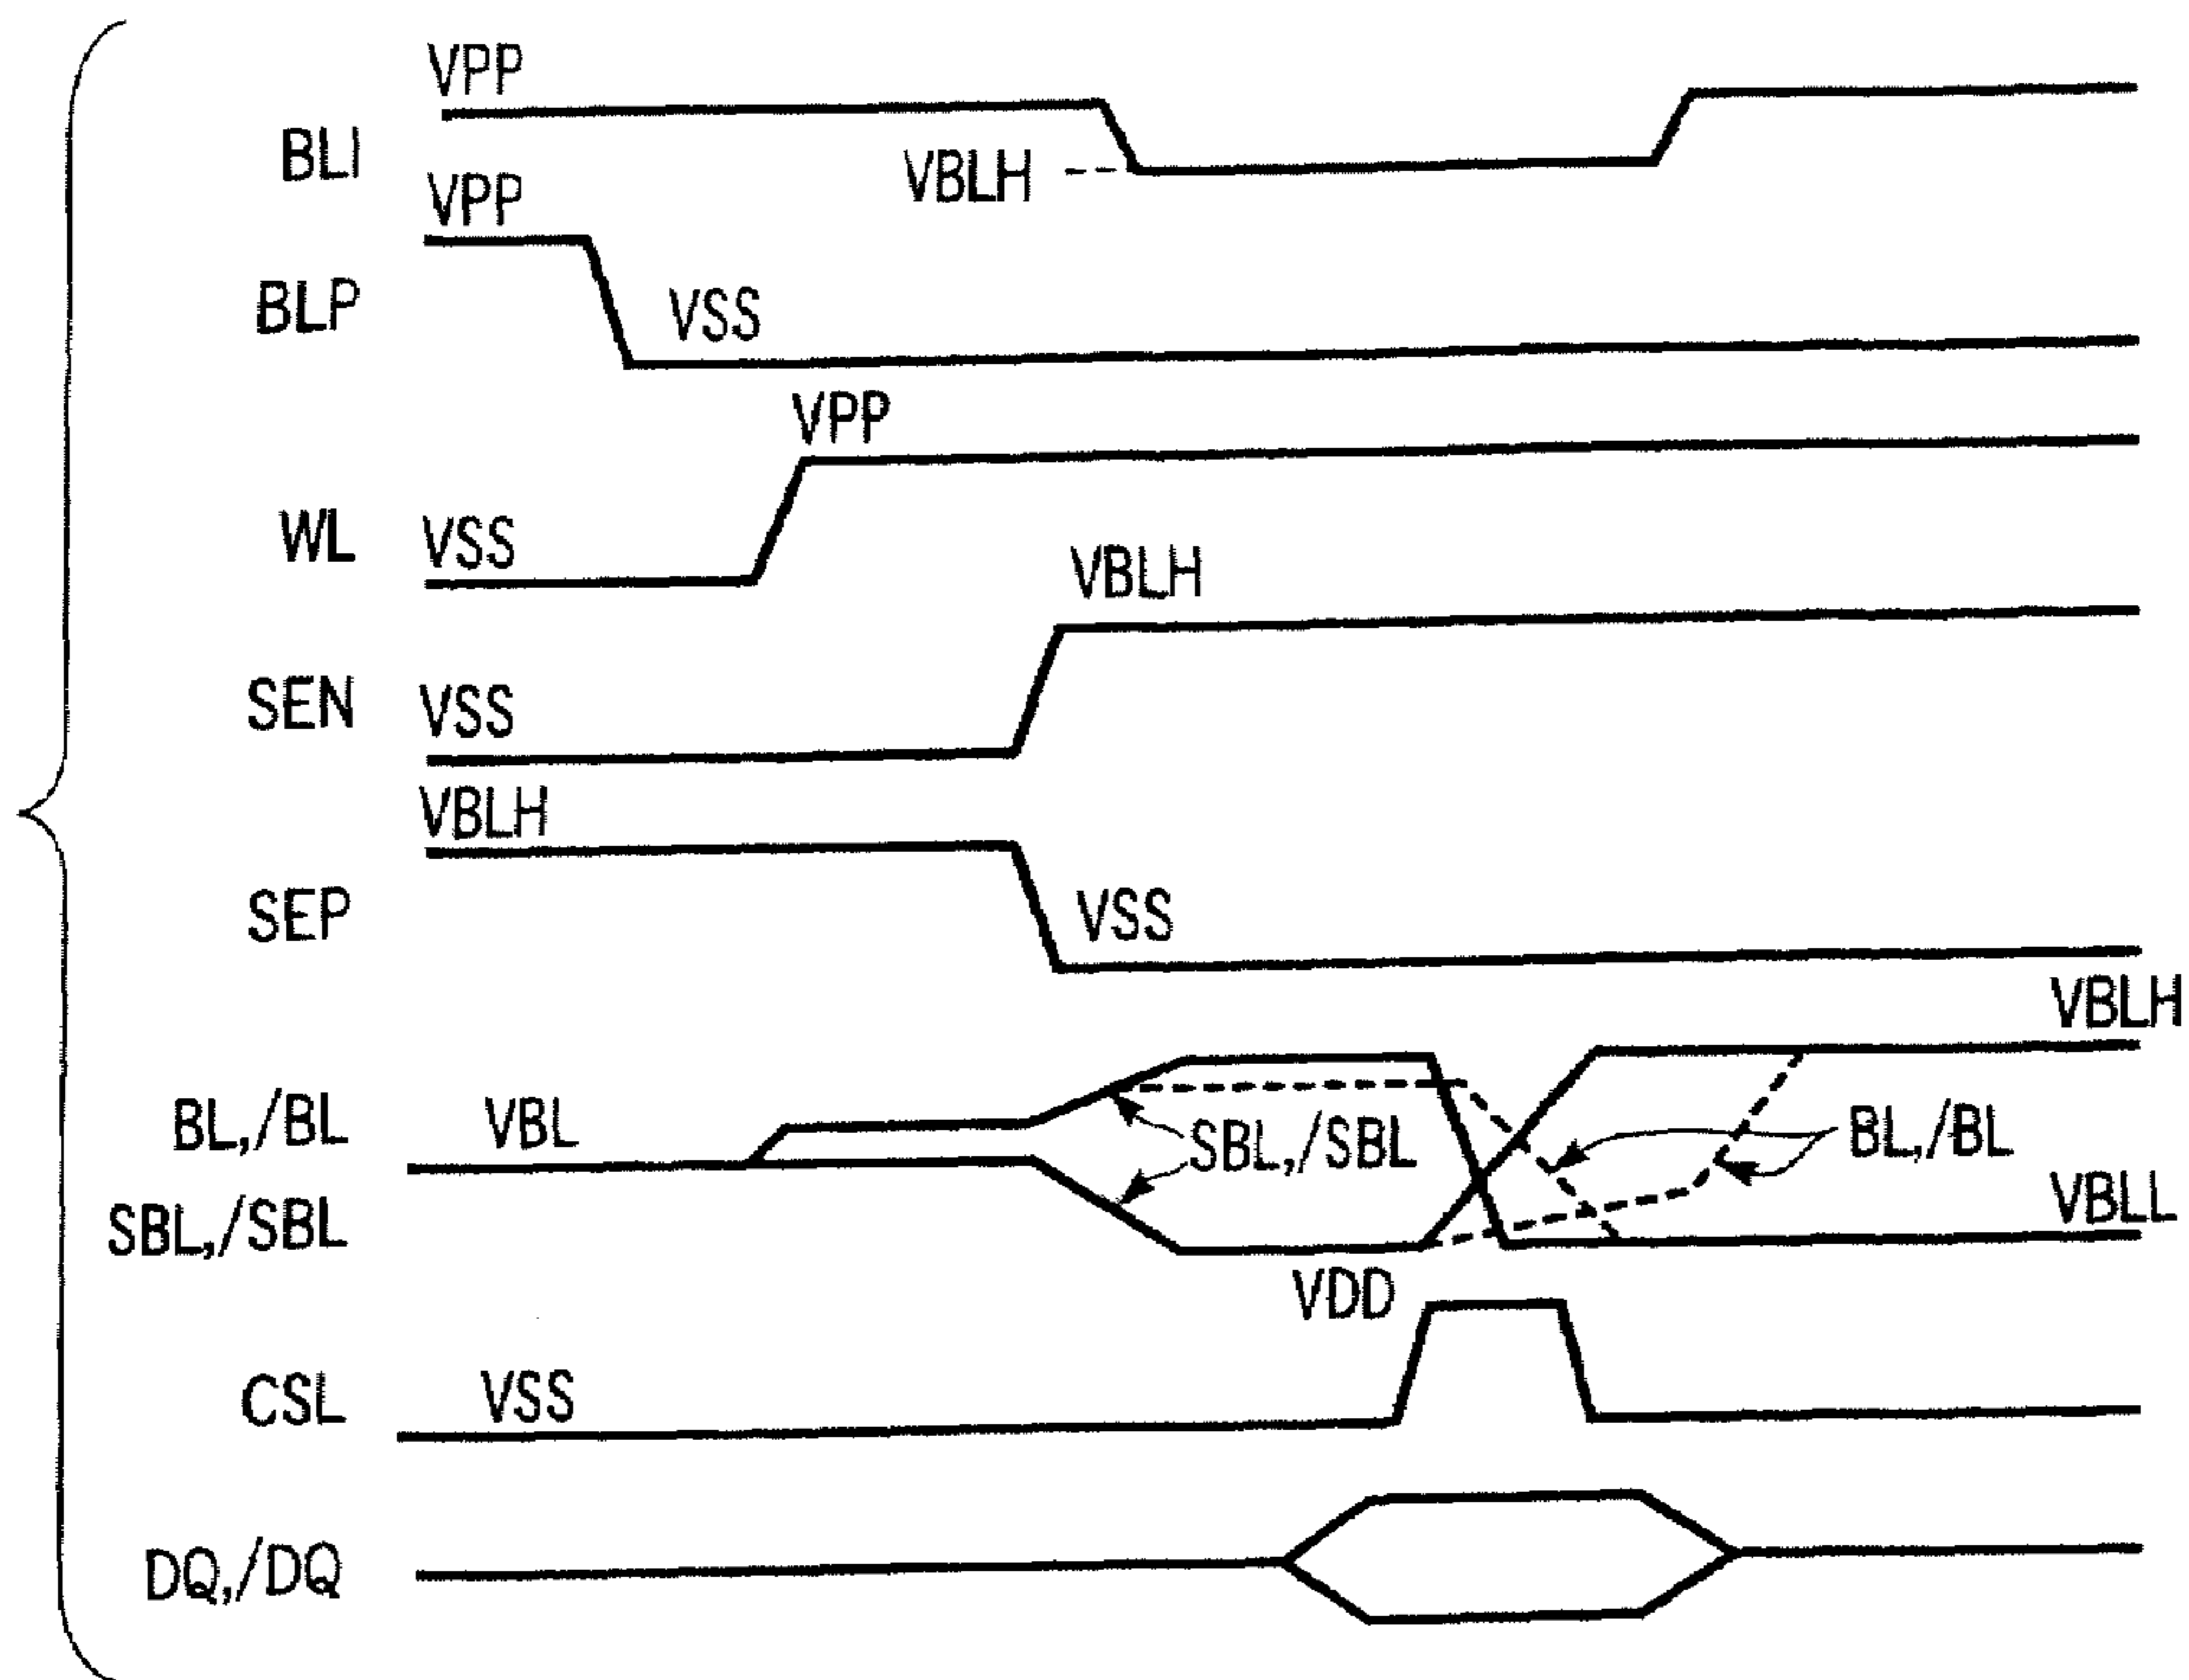 VPP
BLI
VBLH
VPP
BLP
VSS
VPP
WL
VSS
VBLH
SEN
VSS
VBLH
SEP
VSS
VBLH
BL,/BL
VBL
SBL,/SBL
BL,/BL
SBL,/SBL
VBLL
VDD
CSL
VSS
DQ,/DQ